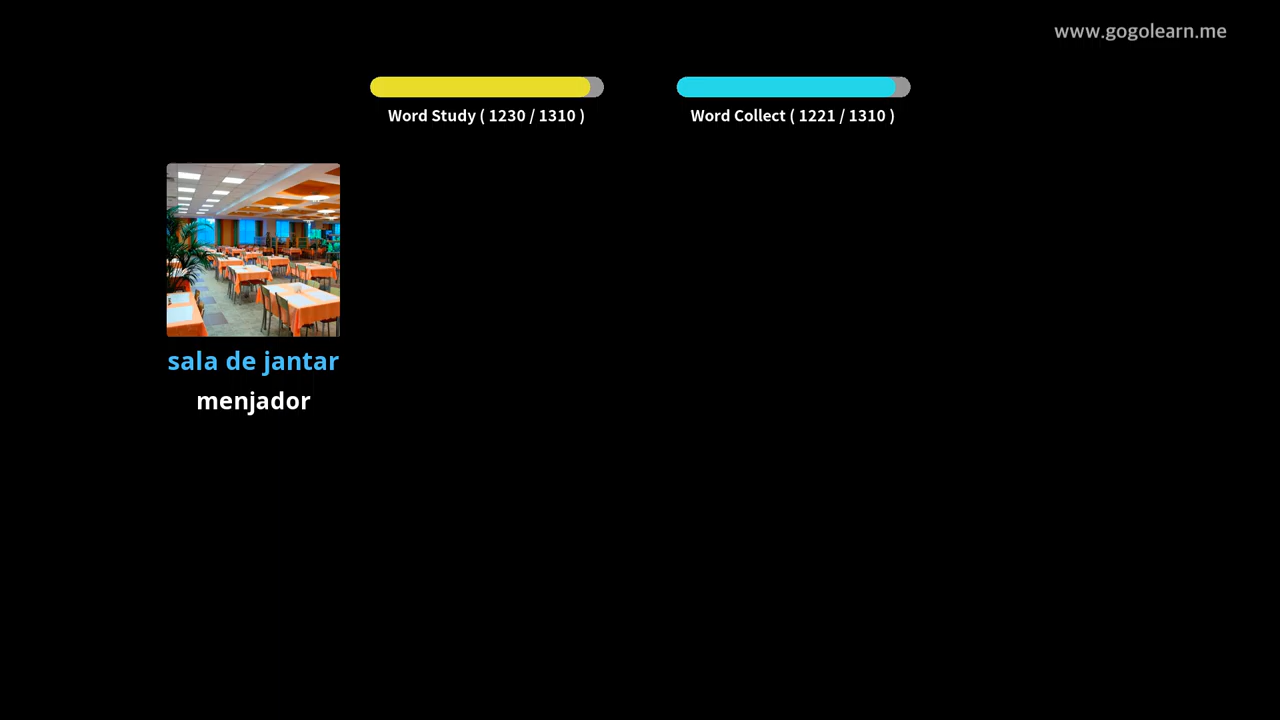 www.gogolearn.me
Word Study ( 1230 / 1310 )
Word Collect ( 1221 / 1310 )
sala de jantar
menjador